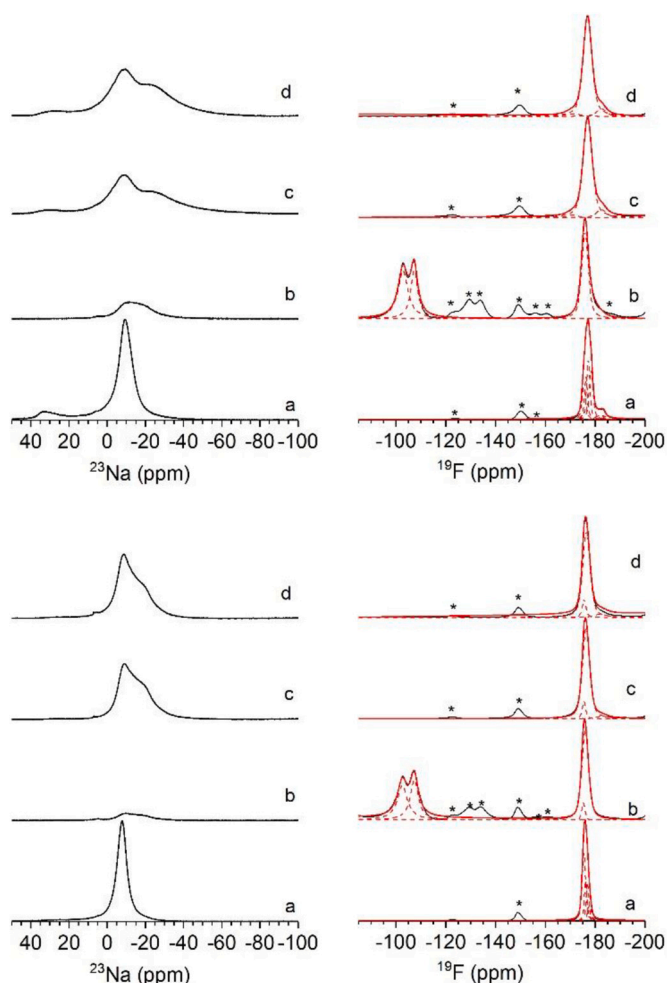 d
c
b
a
40 20 0 -20 -40 -60 -80 -100
²³Na (ppm)
* * d
* * c
* * * * * * * b
* * * a
-100 -120 -140 -160 -180 -200
¹⁹F (ppm)
d
c
b
a
40 20 0 -20 -40 -60 -80 -100
²³Na (ppm)
* * d
* * c
* * * * * * b
* a
-100 -120 -140 -160 -180 -200
¹⁹F (ppm)